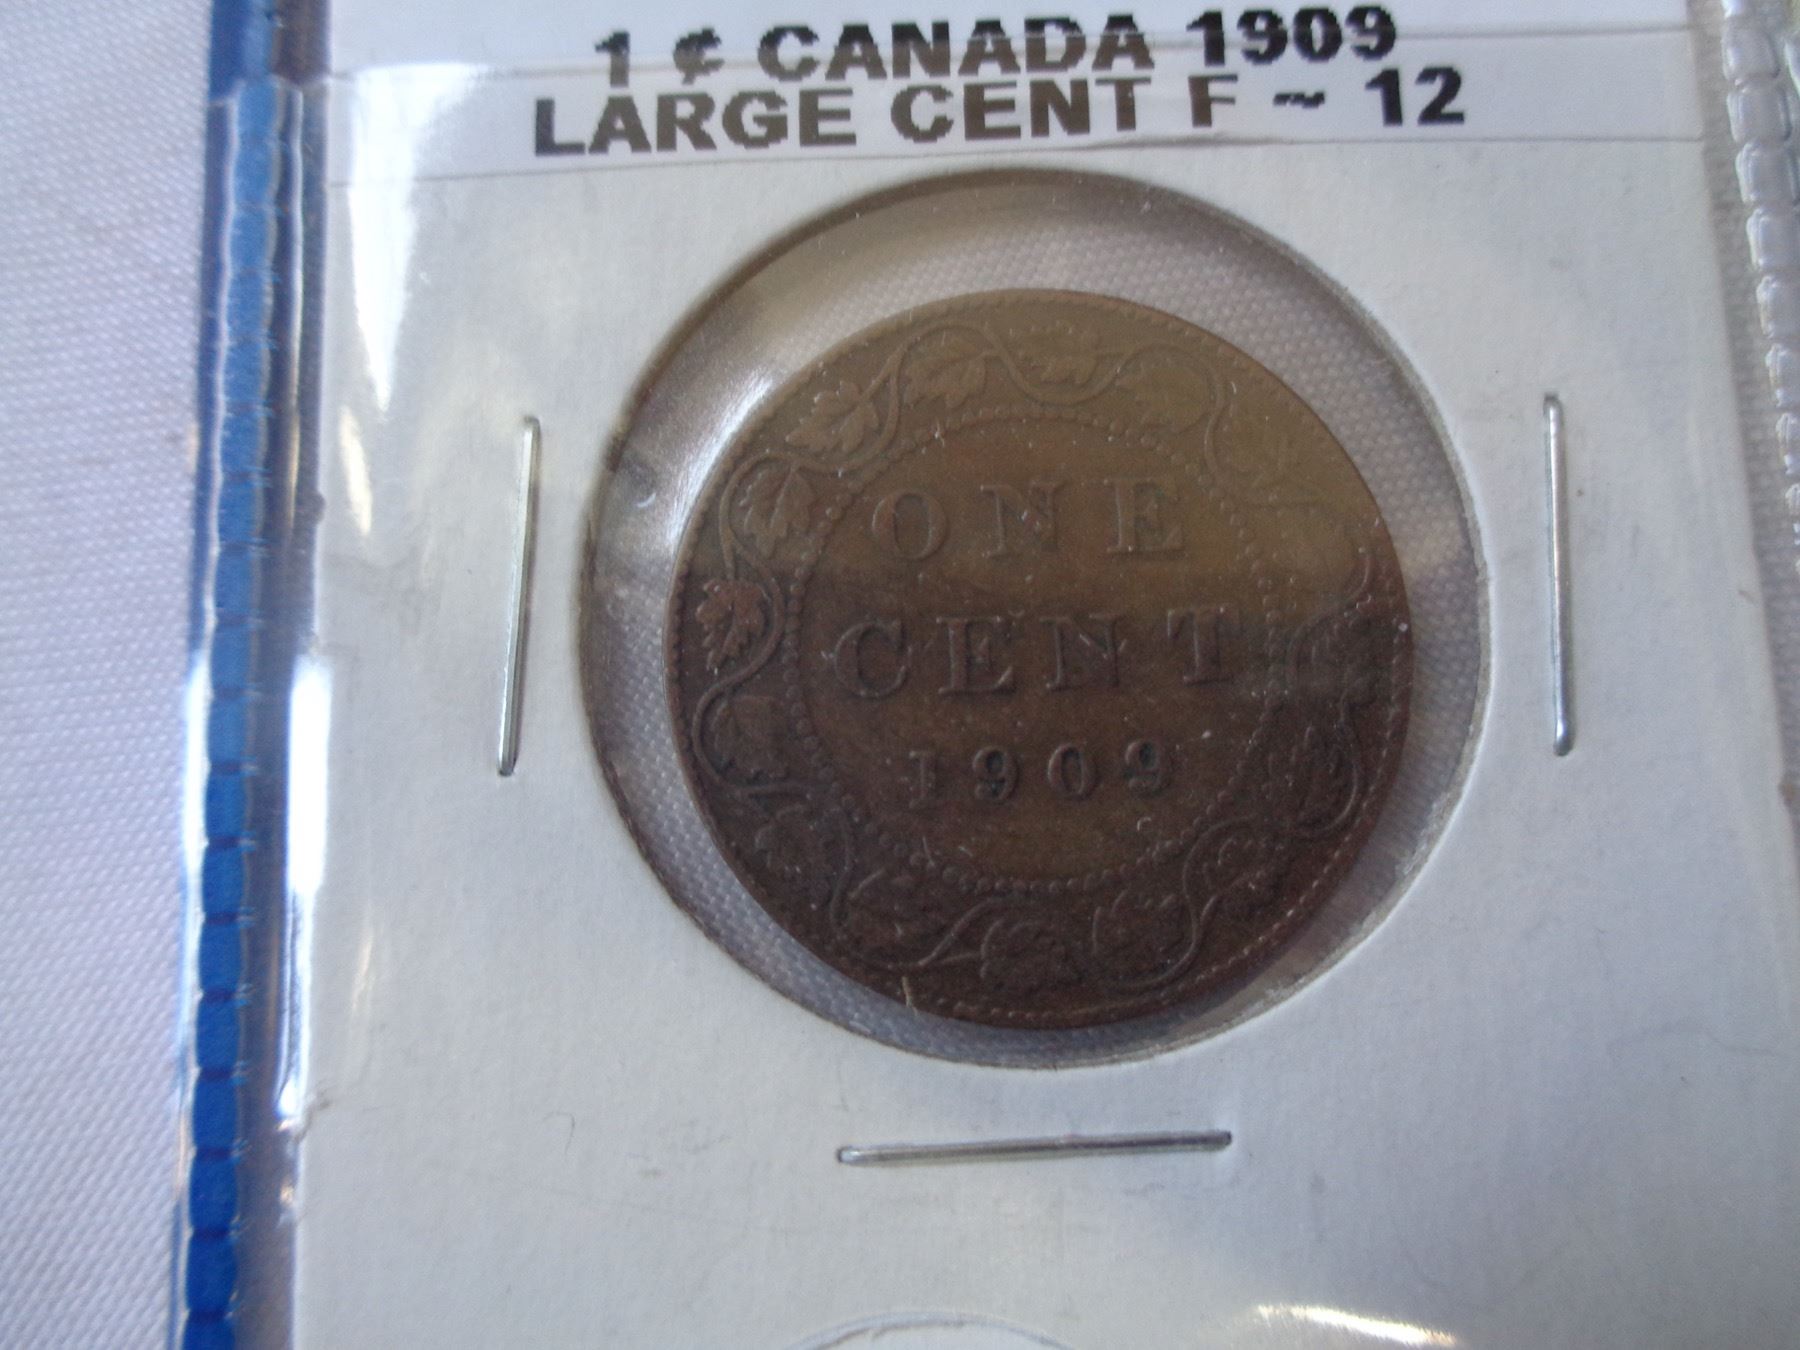 1 ¢ CANADA 1909
LARGE CENT F ~ 12
ONE
CENT
1909